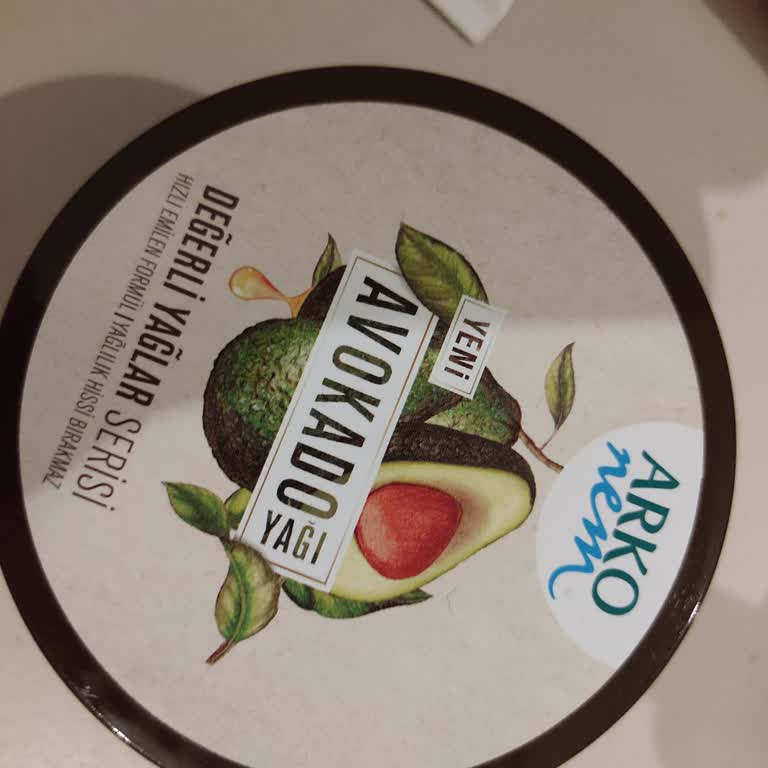 ARKO
nem
YENİ
AVOKADO
YAĞI
DEĞERLİ YAĞLAR SERİSİ
HIZLI EMİLEN FORMÜL I YAĞLILIK HİSSİ BIRAKMAZ